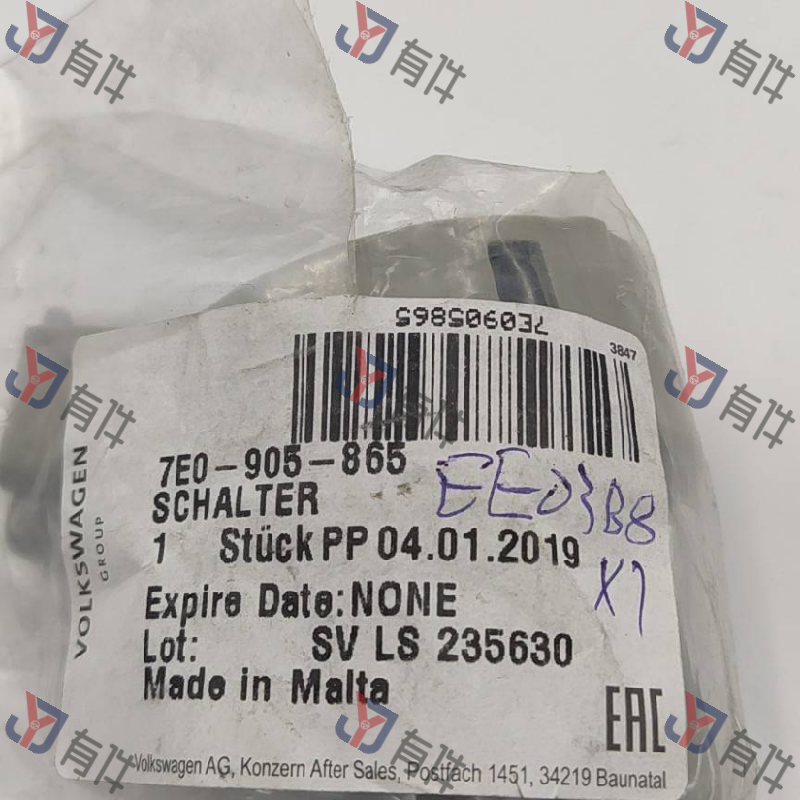 有件
有件
有件
7E0905865
3847
有件
有件
有件
7E0-905-865
EE03B8
SCHALTER
1 Stück PP 04.01.2019
X1
Expire Date: NONE
Lot: SV LS 235630
Made in Malta
VOLKSWAGEN
GROUP
EAC
有件
有件
有件
Volkswagen AG, Konzern After Sales, Postfach 1451, 34219 Baunatal